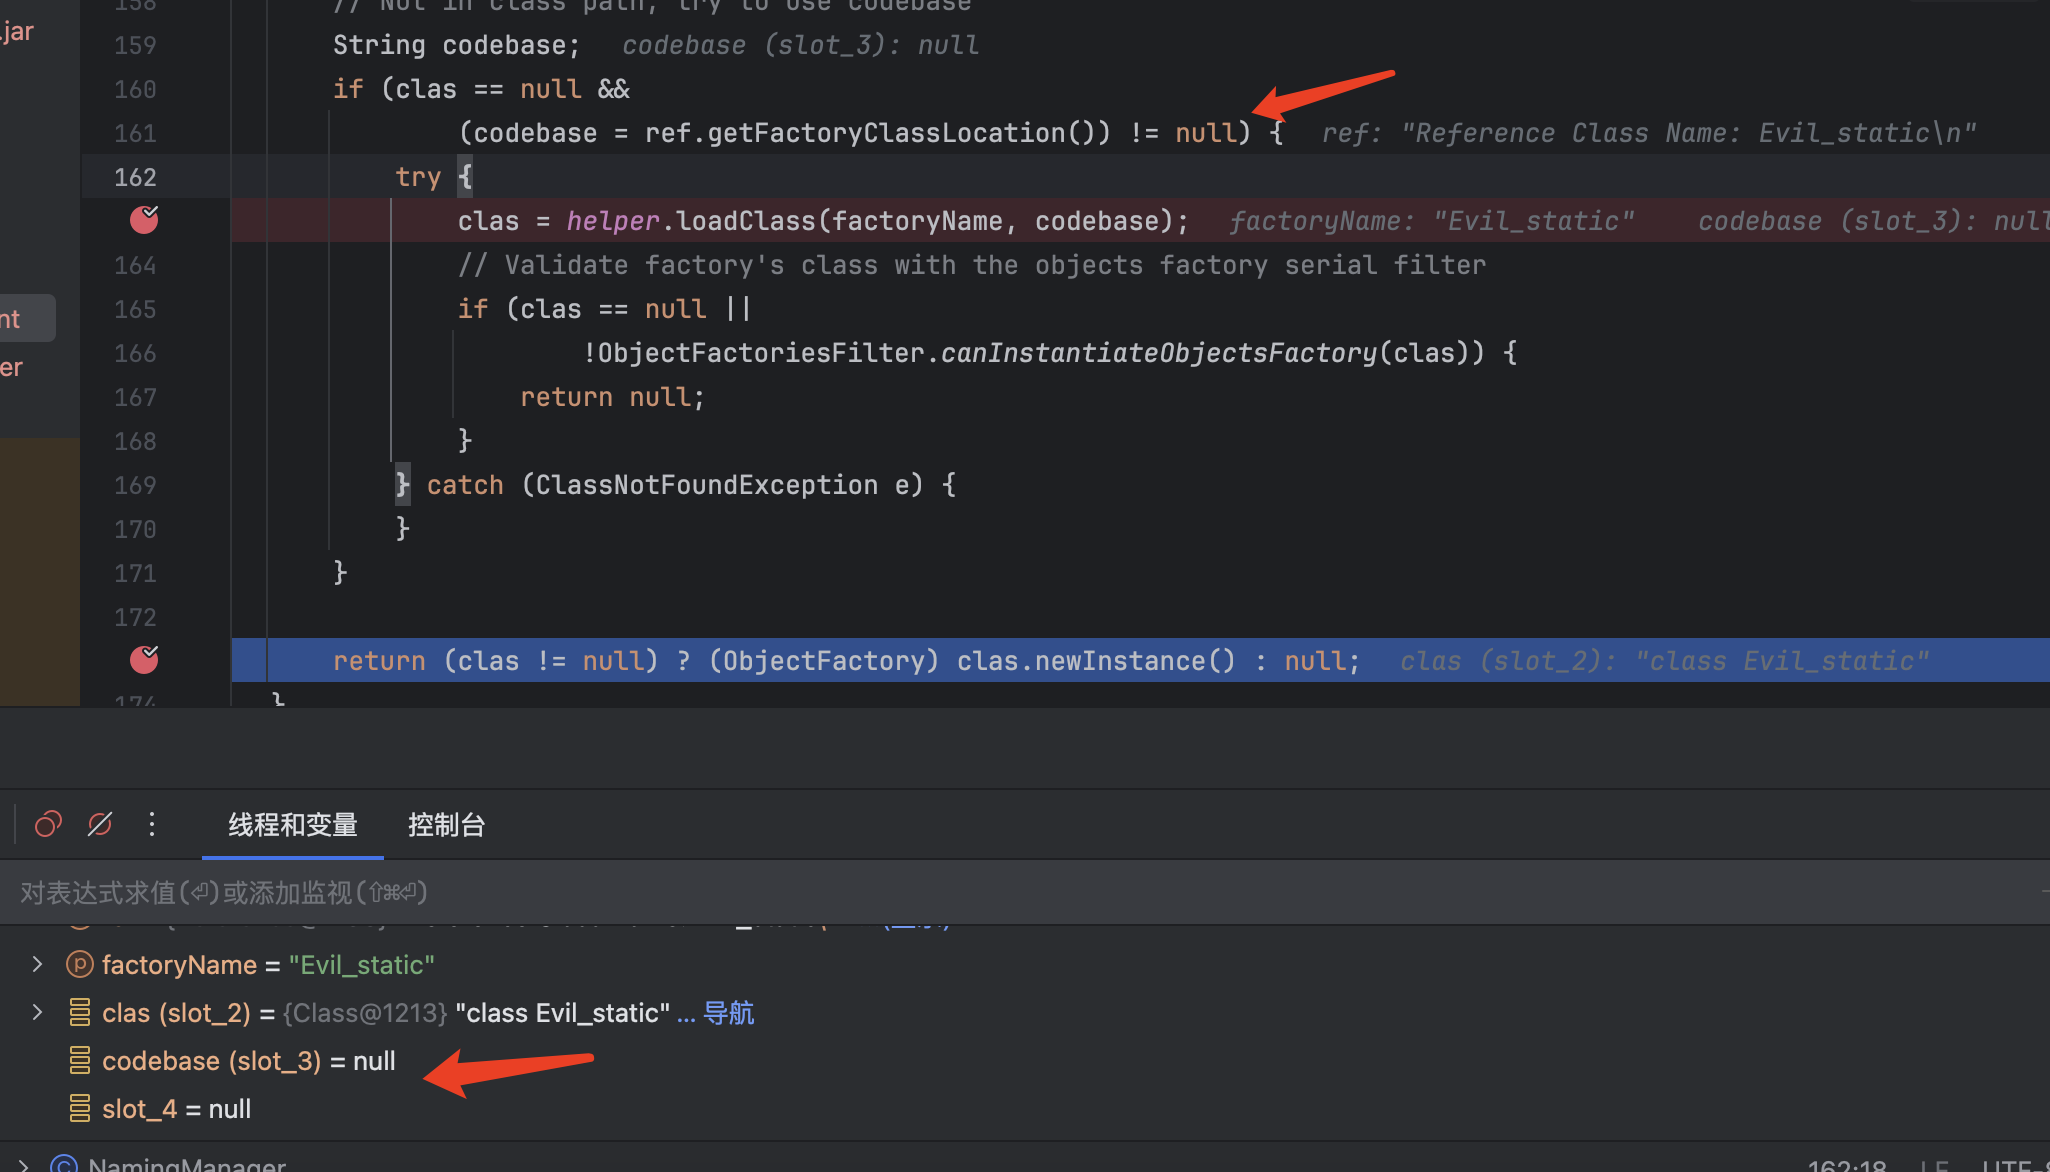 .jar
nt
er
158 // Not in class path; try to use codebase
159 String codebase; codebase (slot_3): null
160 if (clas == null &&
161 (codebase = ref.getFactoryClassLocation()) != null) { ref: "Reference Class Name: Evil_static\n"
162 try {
clas = helper.loadClass(factoryName, codebase); factoryName: "Evil_static" codebase (slot_3): null
164 // Validate factory's class with the objects factory serial filter
165 if (clas == null ||
166 !ObjectFactoriesFilter.canInstantiateObjectsFactory(clas)) {
167 return null;
168 }
169 } catch (ClassNotFoundException e) {
170 }
171 }
172
return (clas != null) ? (ObjectFactory) clas.newInstance() : null; clas (slot_2): "class Evil_static"
174 }
线程和变量 控制台
对表达式求值(⏎)或添加监视(⇧⌘⏎)
factoryName = "Evil_static"
clas (slot_2) = {Class@1213} "class Evil_static" ... 导航
codebase (slot_3) = null
slot_4 = null
NamingManager
162:18 LF UTF-8